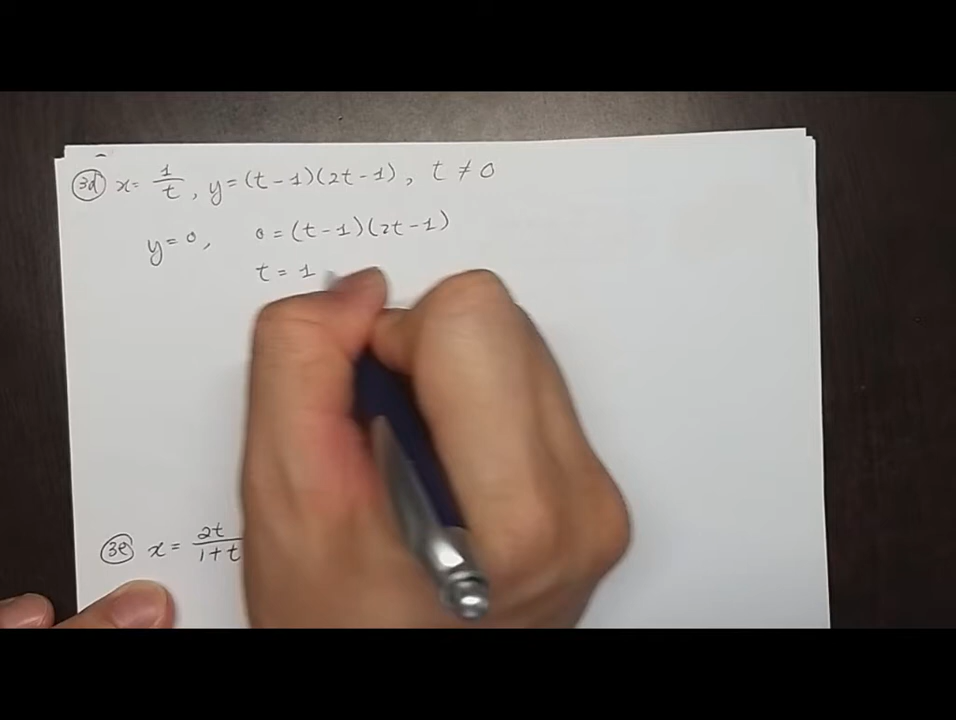 3d x = 1/t , y = (t - 1)(2t - 1) , t ≠ 0
y = 0 , 0 = (t - 1)(2t - 1)
t = 1
3e x = 2t/1+t